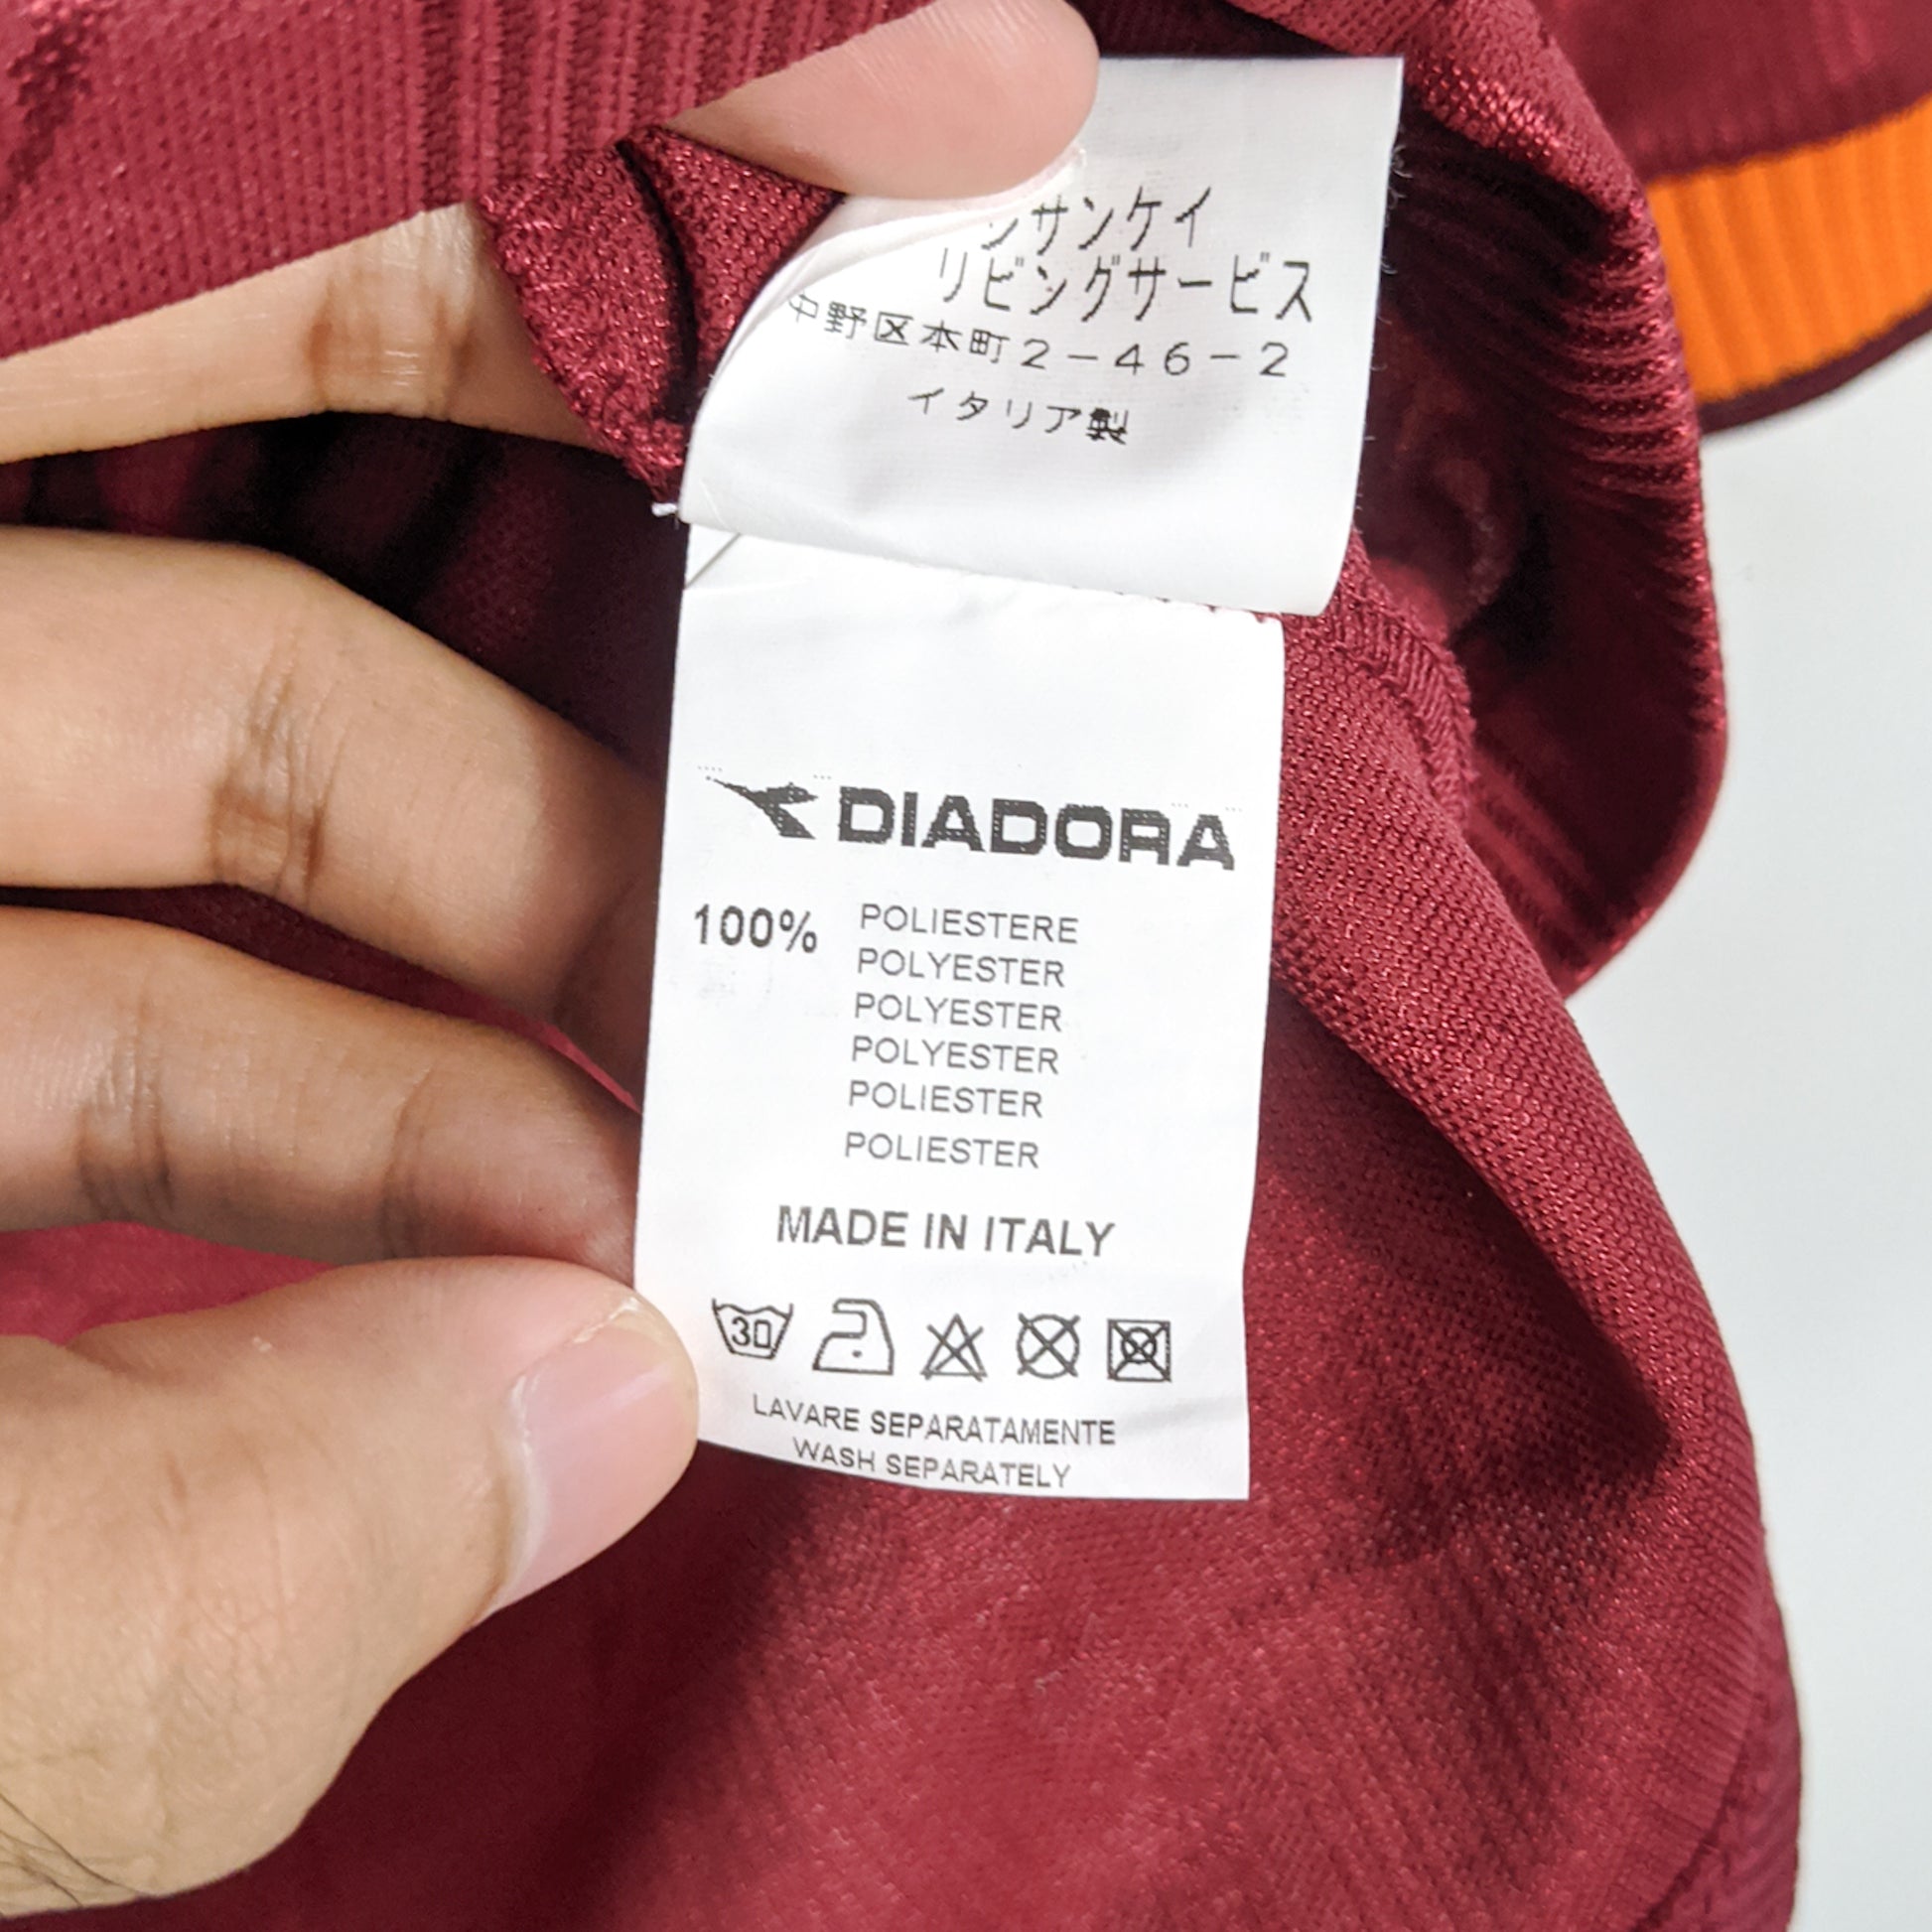 ンサンケイ
リビングサービス
中野区本町2-46-2
イタリア製
DIADORA
100% POLIESTERE
POLYESTER
POLYESTER
POLYESTER
POLIESTER
POLIESTER
MADE IN ITALY
30
LAVARE SEPARATAMENTE
WASH SEPARATELY